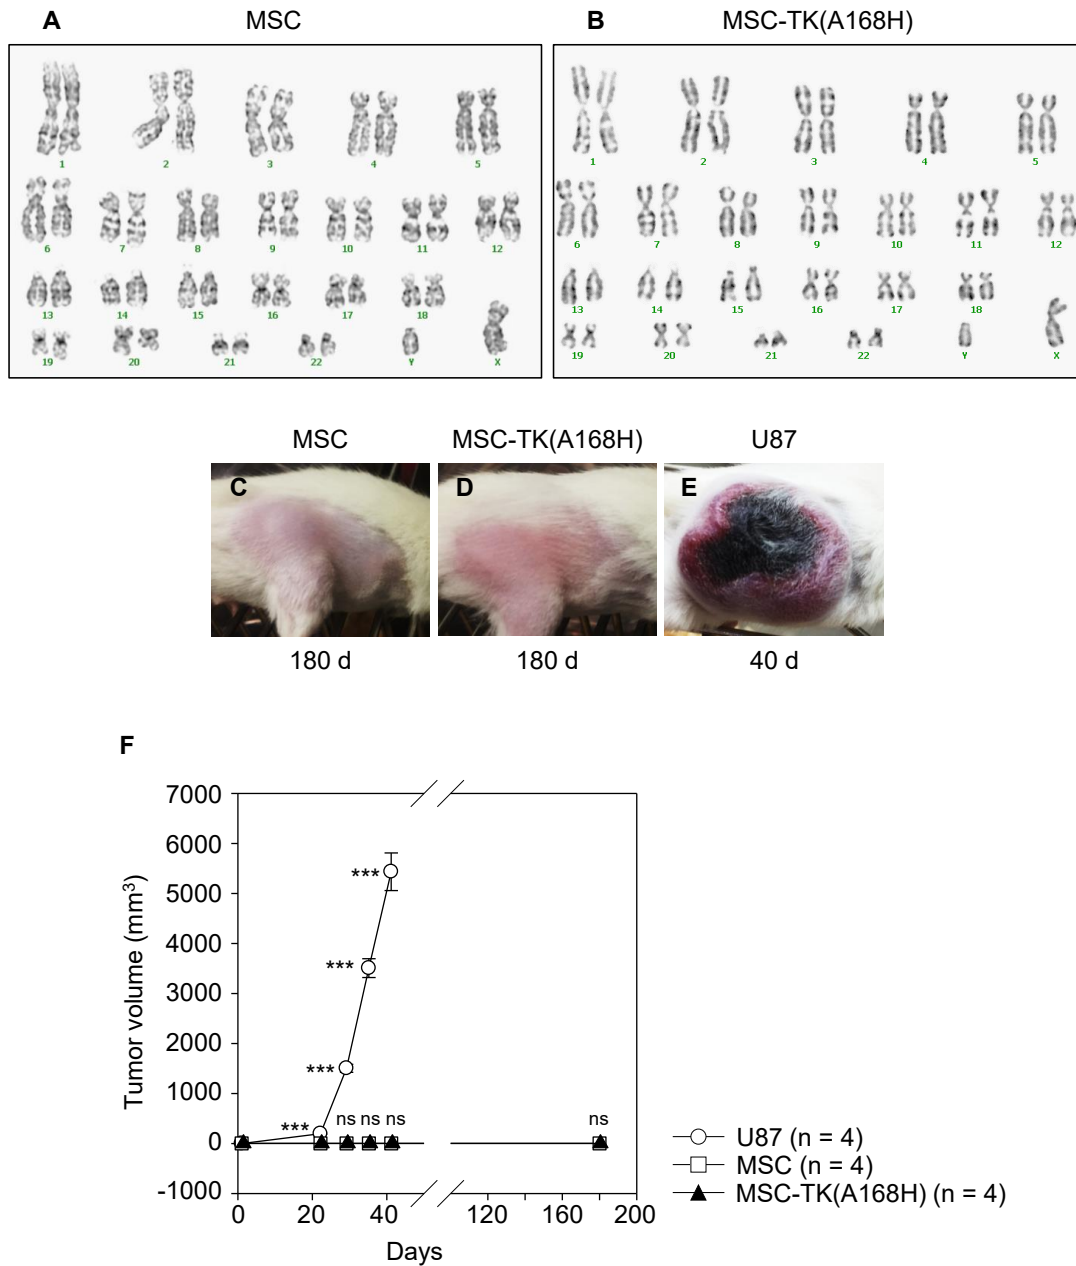 A MSC
B MSC-TK(A168H)
1 2 3 4 5
6 7 8 9 10 11 12
13 14 15 16 17 18
19 20 21 22 Y X
1 2 3 4 5
6 7 8 9 10 11 12
13 14 15 16 17 18
19 20 21 22 Y X
MSC MSC-TK(A168H) U87
C D E
180 d 180 d 40 d
F
7000
6000
5000
4000
3000
2000
1000
0
-1000
Tumor volume (mm³)
***
***
***
***
ns ns ns ns
0 20 40 120 160 200
Days
U87 (n = 4)
MSC (n = 4)
MSC-TK(A168H) (n = 4)